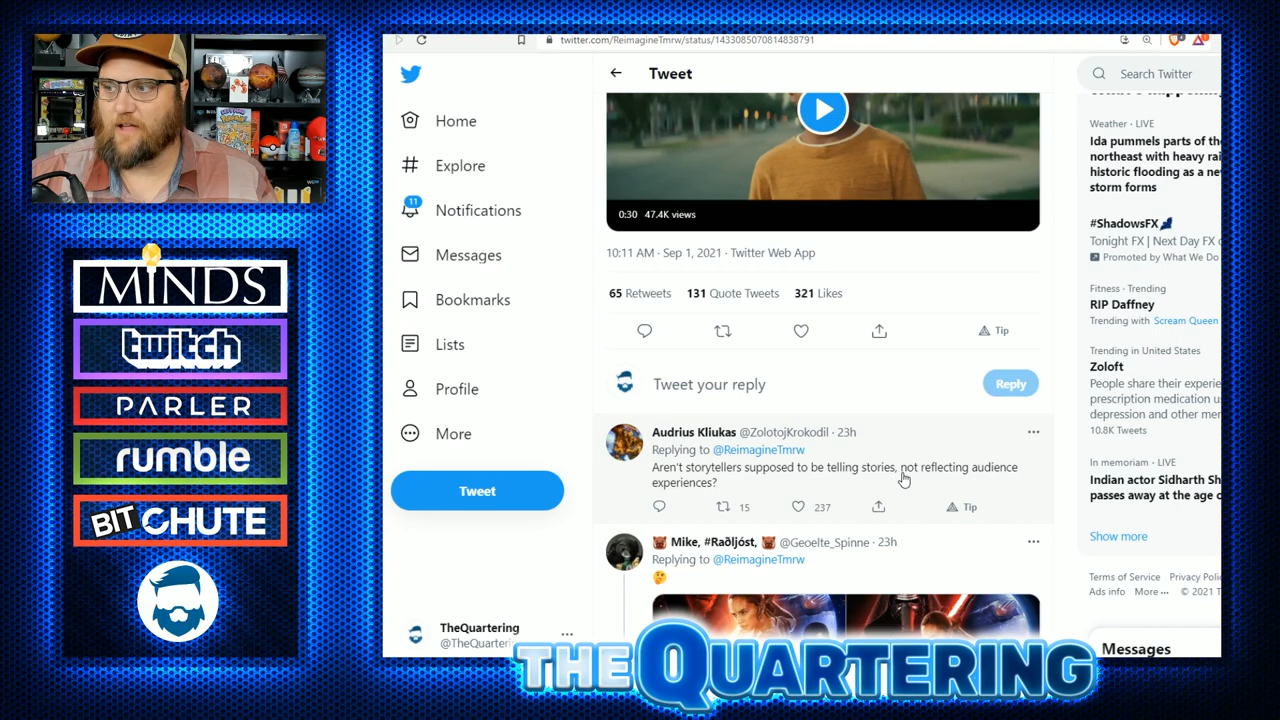 MINDS
twitch
PARLER
rumble
BIT CHUTE
twitter.com/ReimagineTmrw/status/1433085070814838791
Home
Explore
11
Notifications
Messages
Bookmarks
Lists
Profile
More
Tweet
TheQuartering
@TheQuarterin
Tweet
0:30 47.4K views
10:11 AM · Sep 1, 2021 · Twitter Web App
65 Retweets 131 Quote Tweets 321 Likes
Tip
Tweet your reply
Reply
Audrius Kliukas @ZolotojKrokodil · 23h
Replying to @ReimagineTmrw
Aren't storytellers supposed to be telling stories, not reflecting audience
experiences?
15 237 Tip
Mike, #Raðljóst, @Geoelte_Spinne · 23h
Replying to @ReimagineTmrw
Search Twitter
Weather · LIVE
Ida pummels parts of the
northeast with heavy rai
historic flooding as a ne
storm forms
#ShadowsFX
Tonight FX | Next Day FX
Promoted by What We Do
Fitness · Trending
RIP Daffney
Trending with Scream Queen
Trending in United States
Zoloft
People share their experie
prescription medication u
depression and other mer
10.8K Tweets
In memoriam · LIVE
Indian actor Sidharth Sh
passes away at the age o
Show more
Terms of Service Privacy Poli
Ads info More ··· © 2021 T
Messages
THE QUARTERING